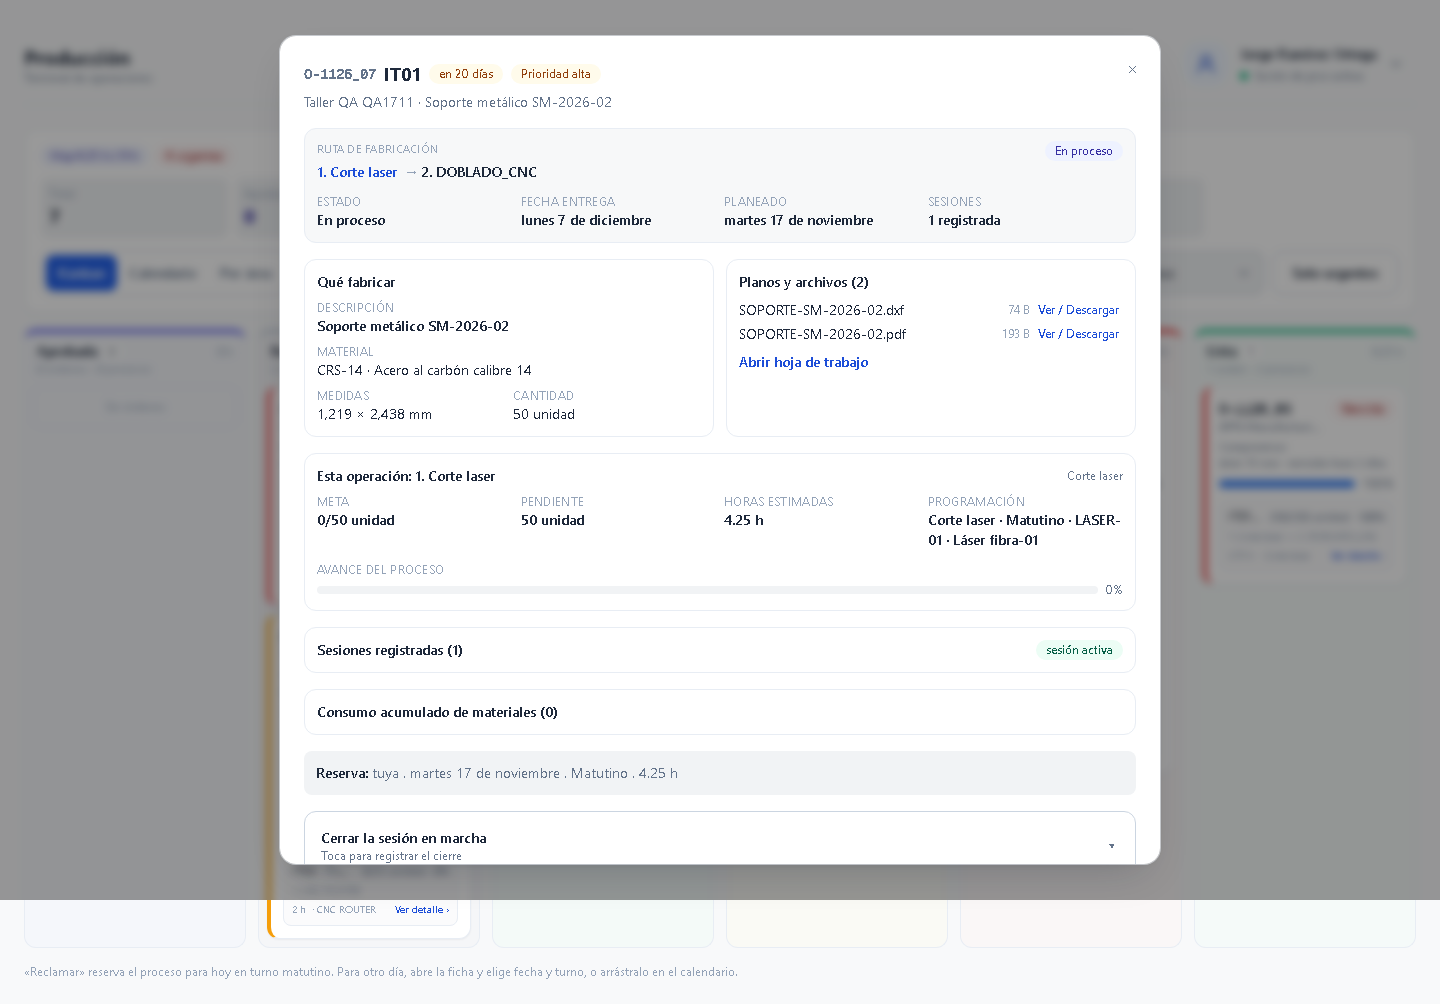 Producción
O-1126_07 IT01 en 20 días Prioridad alta ×
Taller QA QA1711 · Soporte metálico SM-2026-02
RUTA DE FABRICACIÓN En proceso
1. Corte laser → 2. DOBLADO_CNC
ESTADO FECHA ENTREGA PLANEADO SESIONES
En proceso lunes 7 de diciembre martes 17 de noviembre 1 registrada
Qué fabricar
DESCRIPCIÓN
Soporte metálico SM-2026-02
MATERIAL
CRS-14 · Acero al carbón calibre 14
MEDIDAS CANTIDAD
1,219 × 2,438 mm 50 unidad
Planos y archivos (2)
SOPORTE-SM-2026-02.dxf 74 B Ver / Descargar
SOPORTE-SM-2026-02.pdf 193 B Ver / Descargar
Abrir hoja de trabajo
Esta operación: 1. Corte laser Corte laser
META PENDIENTE HORAS ESTIMADAS PROGRAMACIÓN
0/50 unidad 50 unidad 4.25 h Corte laser · Matutino · LASER-
01 · Láser fibra-01
AVANCE DEL PROCESO
0%
Sesiones registradas (1) sesión activa
Consumo acumulado de materiales (0)
Reserva: tuya . martes 17 de noviembre . Matutino . 4.25 h
Cerrar la sesión en marcha ▾
Toca para registrar el cierre
2 h · CNC ROUTER Ver detalle ›
«Reclamar» reserva el proceso para hoy en turno matutino. Para otro día, abre la ficha y elige fecha y turno, o arrástralo en el calendario.